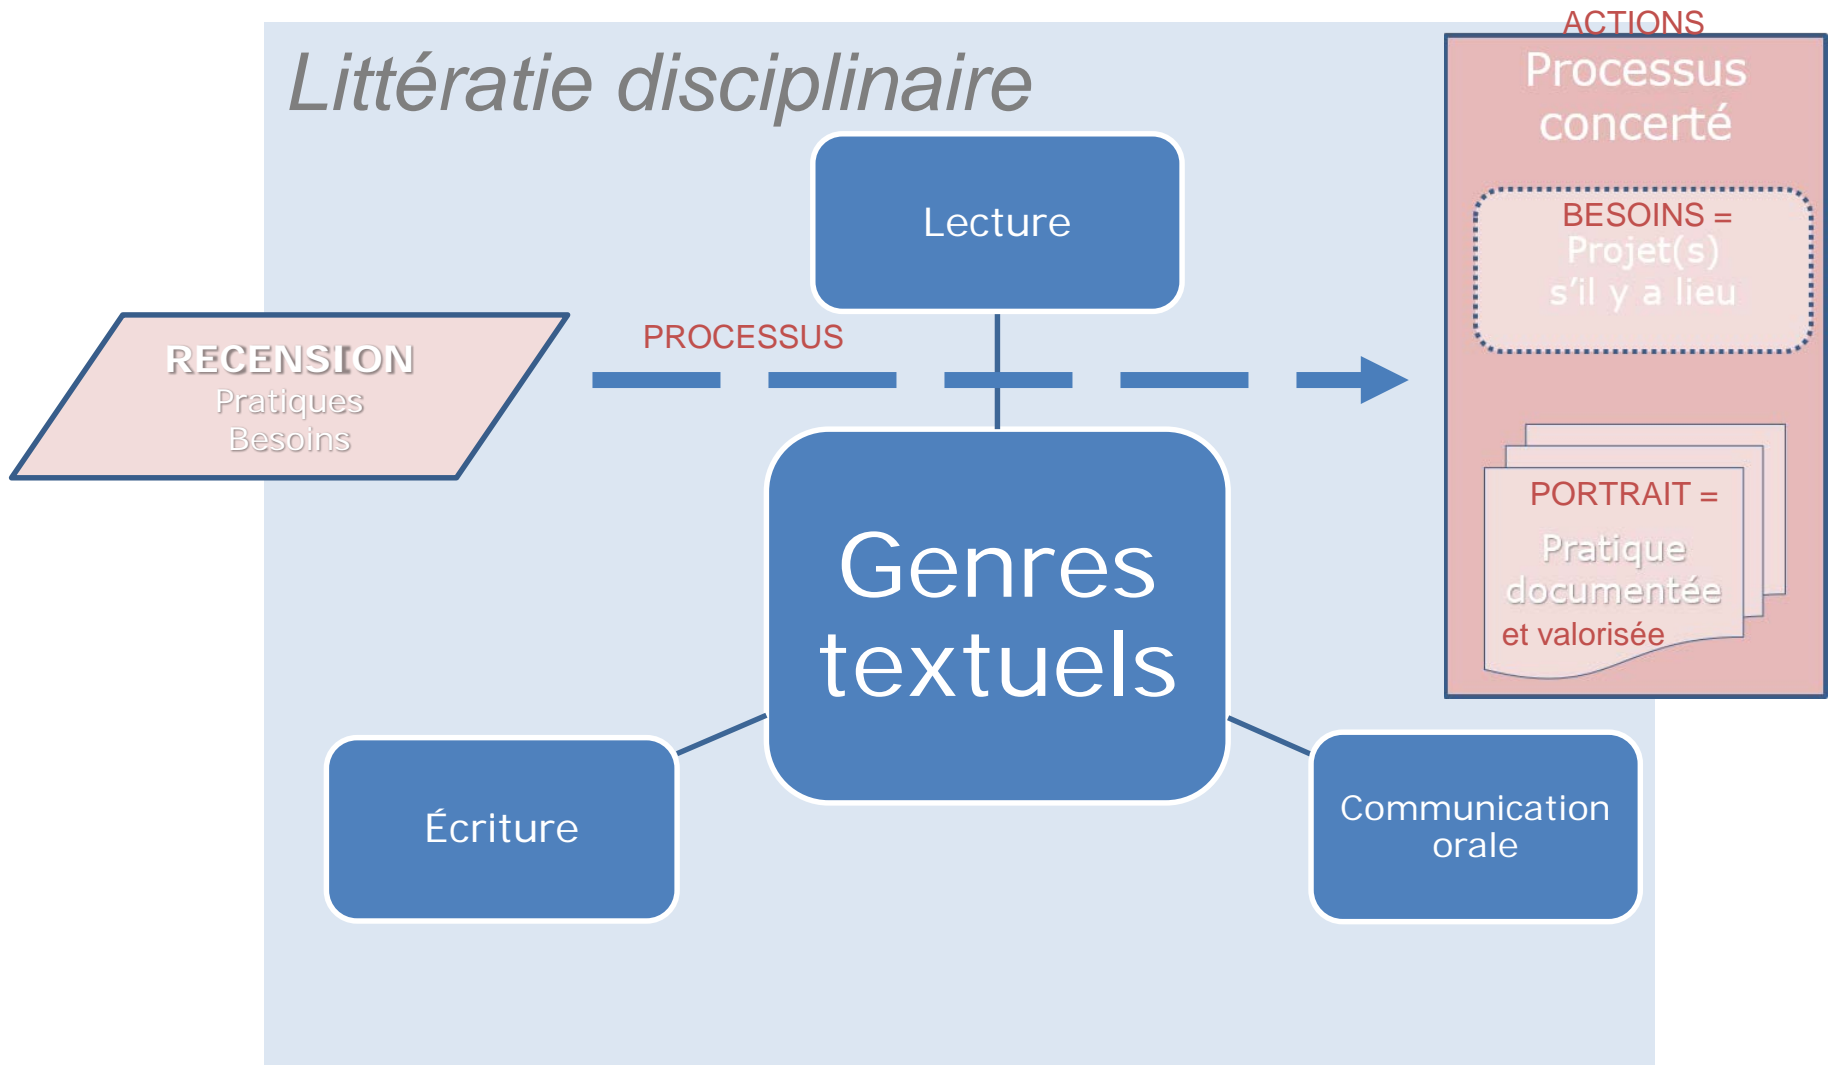 Littératie disciplinaire
Lecture
RECENSION
Pratiques
Besoins
PROCESSUS
Genres
textuels
Écriture
Communication
orale
ACTIONS
Processus
concerté
BESOINS =
Projet(s)
s'il y a lieu
PORTRAIT =
Pratique
documentée
et valorisée